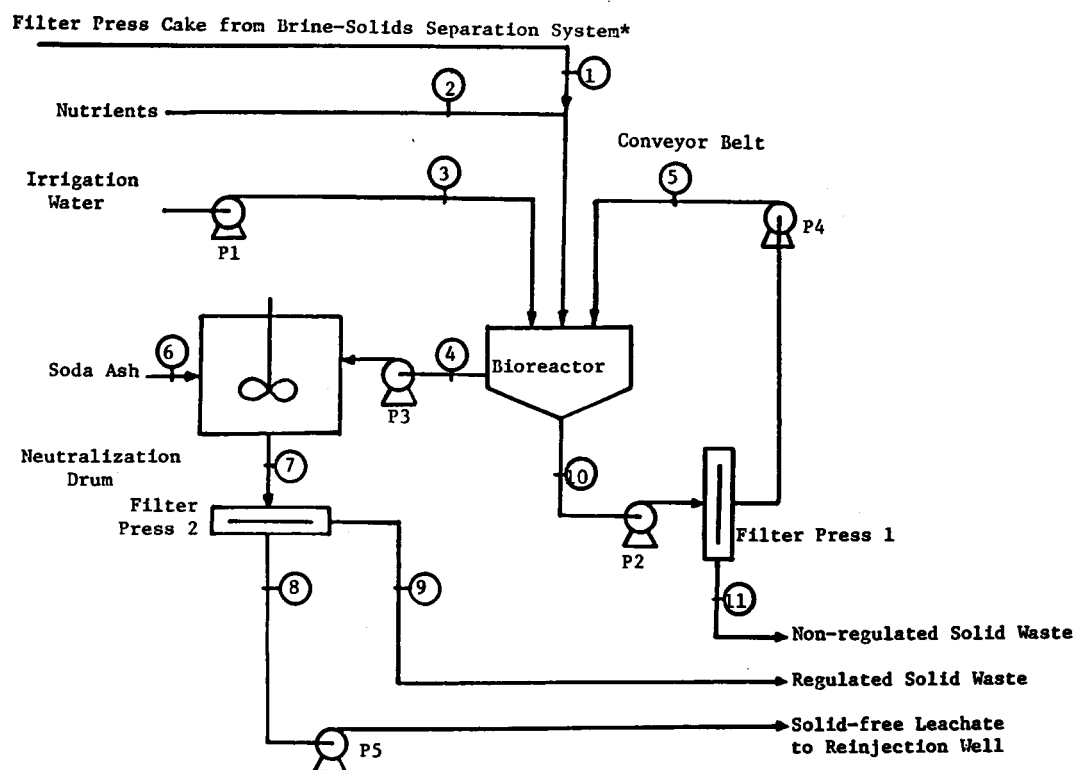 Filter Press Cake from Brine-Solids Separation System*
1
2
Nutrients
Conveyor Belt
Irrigation
Water
3
5
P1
P4
6
4
Soda Ash
Bioreactor
P3
Neutralization
Drum
7
10
Filter
Press 2
P2
Filter Press 1
8
9
11
Non-regulated Solid Waste
Regulated Solid Waste
Solid-free Leachate
to Reinjection Well
P5